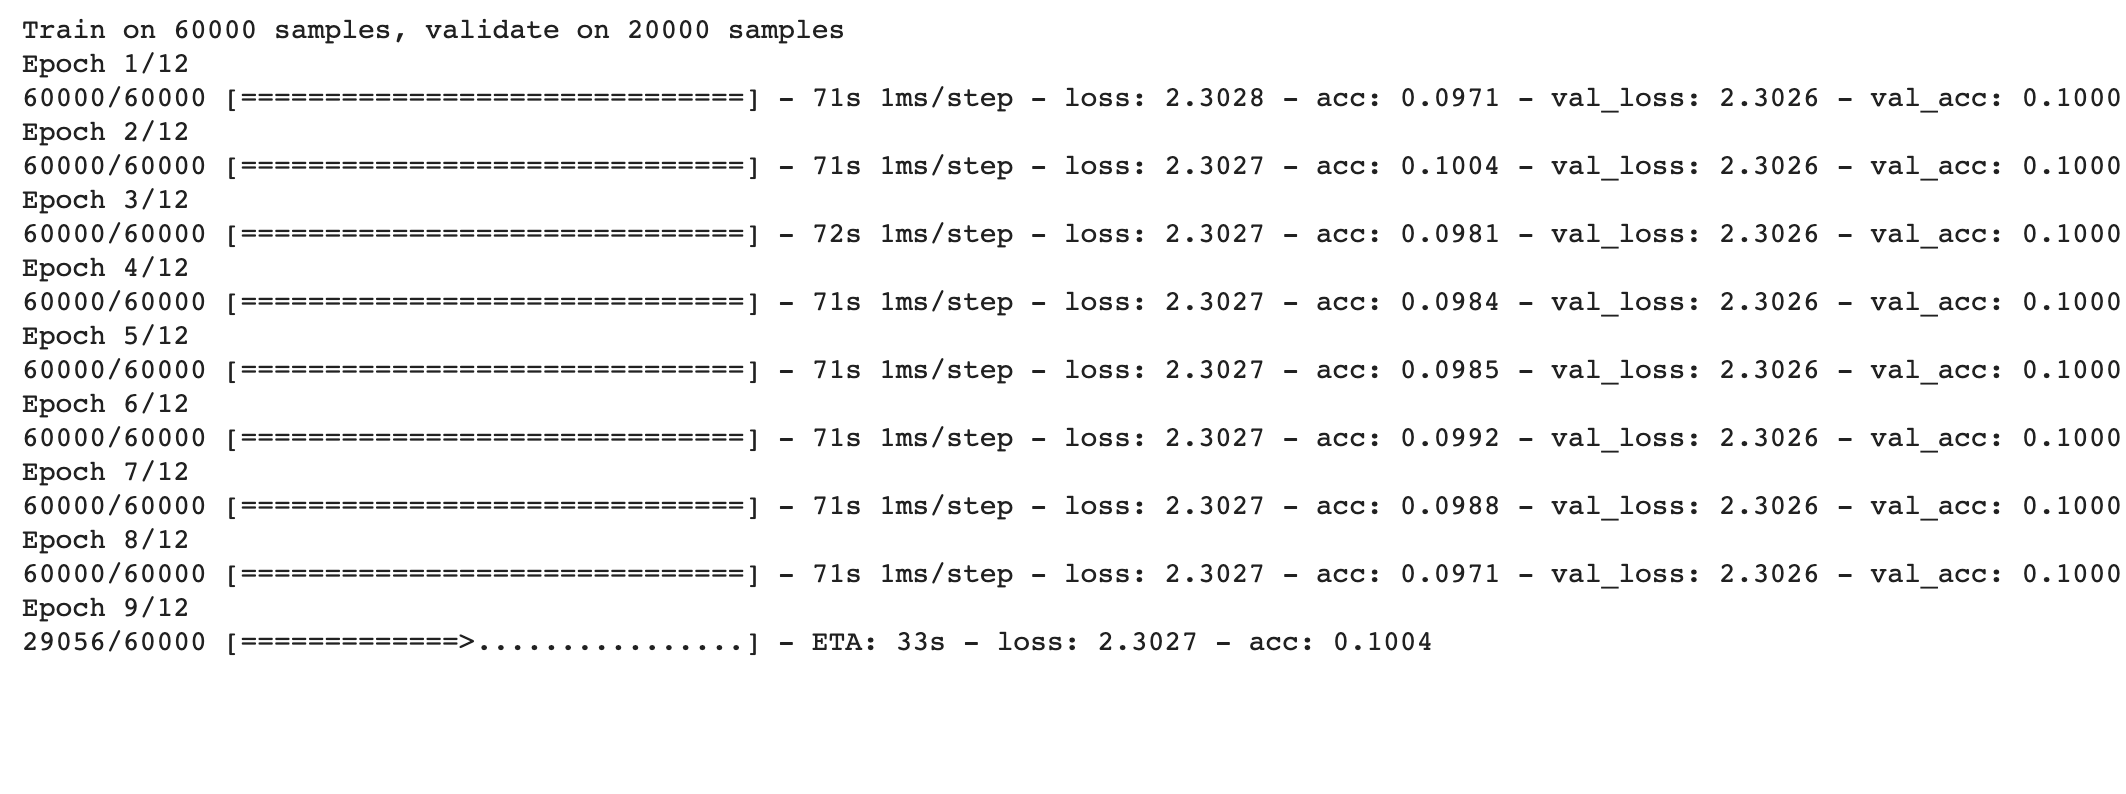 Train on 60000 samples, validate on 20000 samples
Epoch 1/12
60000/60000 [==============================] - 71s 1ms/step - loss: 2.3028 - acc: 0.0971 - val_loss: 2.3026 - val_acc: 0.1000
Epoch 2/12
60000/60000 [==============================] - 71s 1ms/step - loss: 2.3027 - acc: 0.1004 - val_loss: 2.3026 - val_acc: 0.1000
Epoch 3/12
60000/60000 [==============================] - 72s 1ms/step - loss: 2.3027 - acc: 0.0981 - val_loss: 2.3026 - val_acc: 0.1000
Epoch 4/12
60000/60000 [==============================] - 71s 1ms/step - loss: 2.3027 - acc: 0.0984 - val_loss: 2.3026 - val_acc: 0.1000
Epoch 5/12
60000/60000 [==============================] - 71s 1ms/step - loss: 2.3027 - acc: 0.0985 - val_loss: 2.3026 - val_acc: 0.1000
Epoch 6/12
60000/60000 [==============================] - 71s 1ms/step - loss: 2.3027 - acc: 0.0992 - val_loss: 2.3026 - val_acc: 0.1000
Epoch 7/12
60000/60000 [==============================] - 71s 1ms/step - loss: 2.3027 - acc: 0.0988 - val_loss: 2.3026 - val_acc: 0.1000
Epoch 8/12
60000/60000 [==============================] - 71s 1ms/step - loss: 2.3027 - acc: 0.0971 - val_loss: 2.3026 - val_acc: 0.1000
Epoch 9/12
29056/60000 [=============>................] - ETA: 33s - loss: 2.3027 - acc: 0.1004